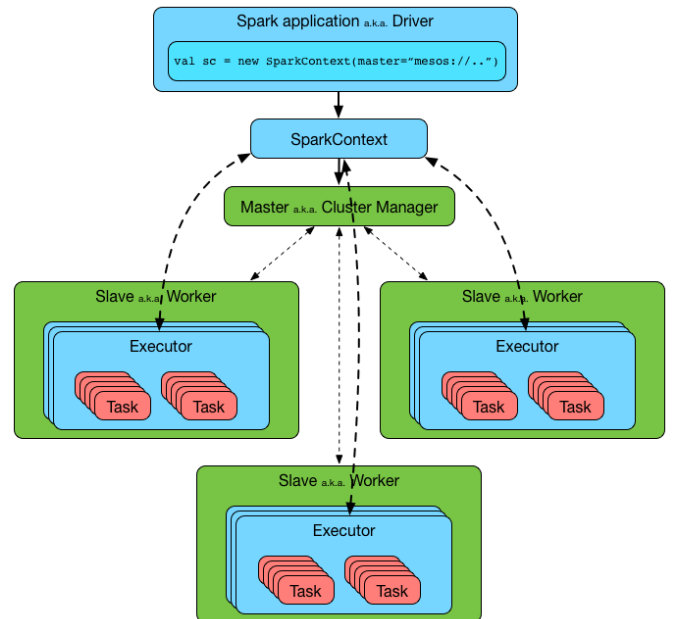 Spark application a.k.a. Driver
val sc = new SparkContext(master="mesos://..")
SparkContext
Master a.k.a. Cluster Manager
Slave a.k.a. Worker
Executor
Task
Task
Slave a.k.a. Worker
Executor
Task
Task
Slave a.k.a. Worker
Executor
Task
Task